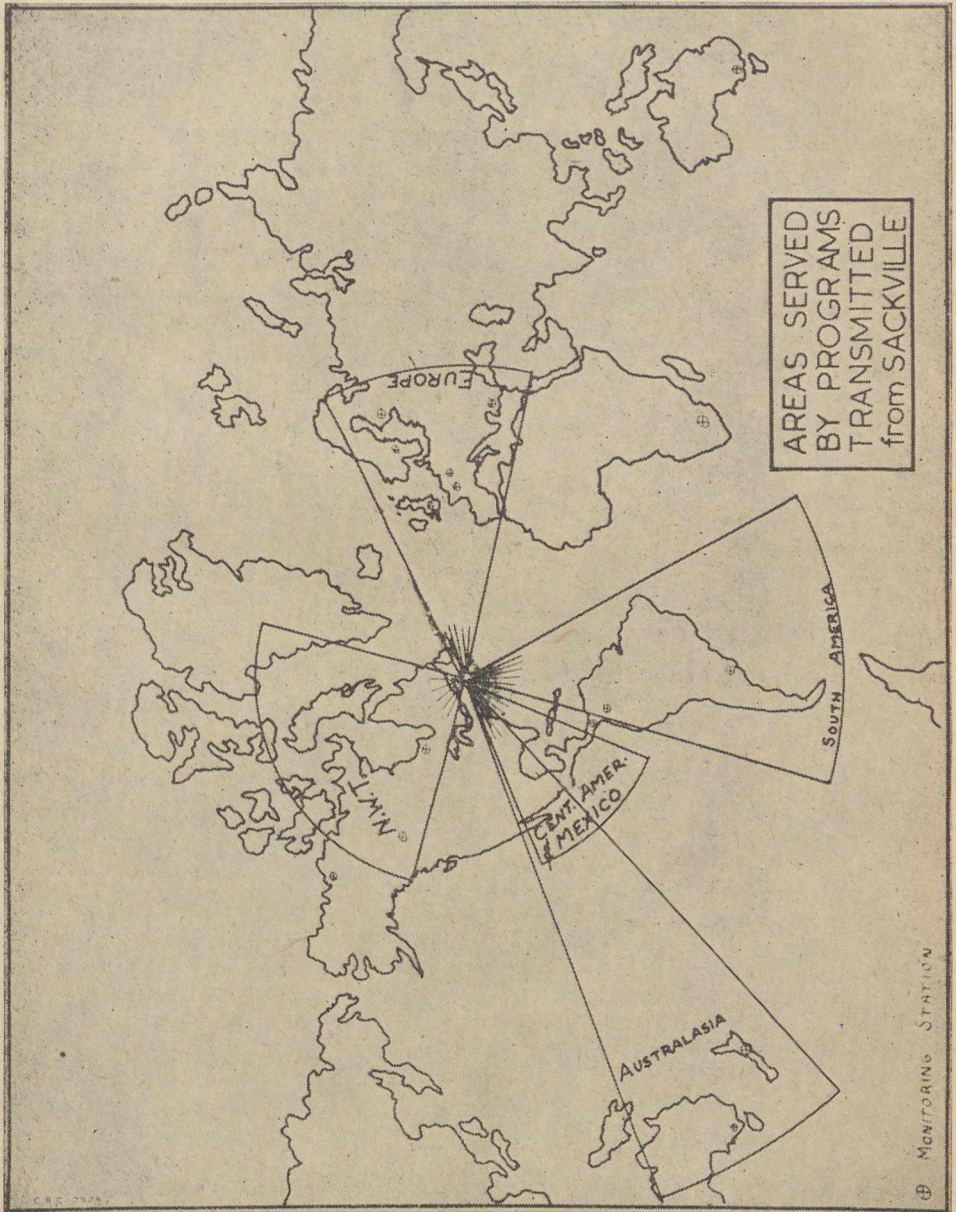 EUROPE
N.W.T.
CENT. AMER.
& MEXICO
SOUTH AMERICA
AUSTRALASIA
AREAS SERVED
BY PROGRAMS
TRANSMITTED
from SACKVILLE
⊕ MONITORING STATION